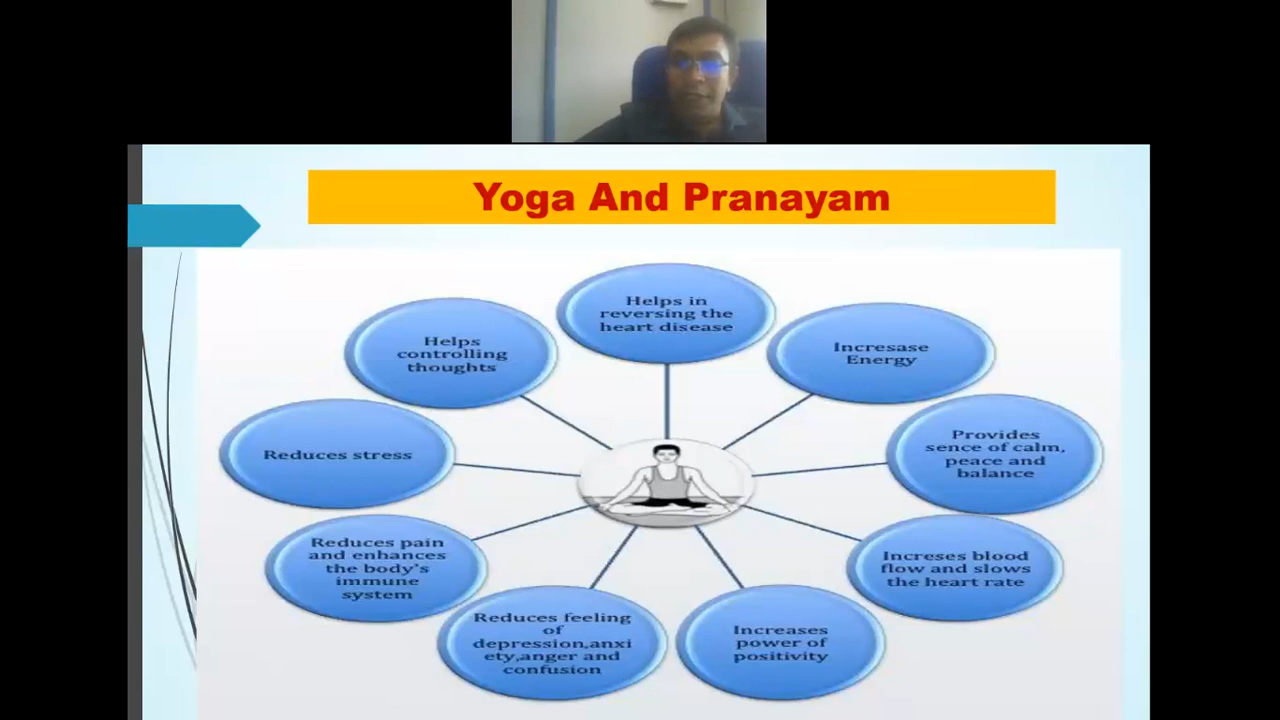 Yoga And Pranayam
Helps in
reversing the
heart disease
Incresase
Energy
Provides
sence of calm,
peace and
balance
Increses blood
flow and slows
the heart rate
Increases
power of
positivity
Reduces feeling
of
depression,anxi
ety,anger and
confusion
Reduces pain
and enhances
the body's
immune
system
Reduces stress
Helps
controlling
thoughts